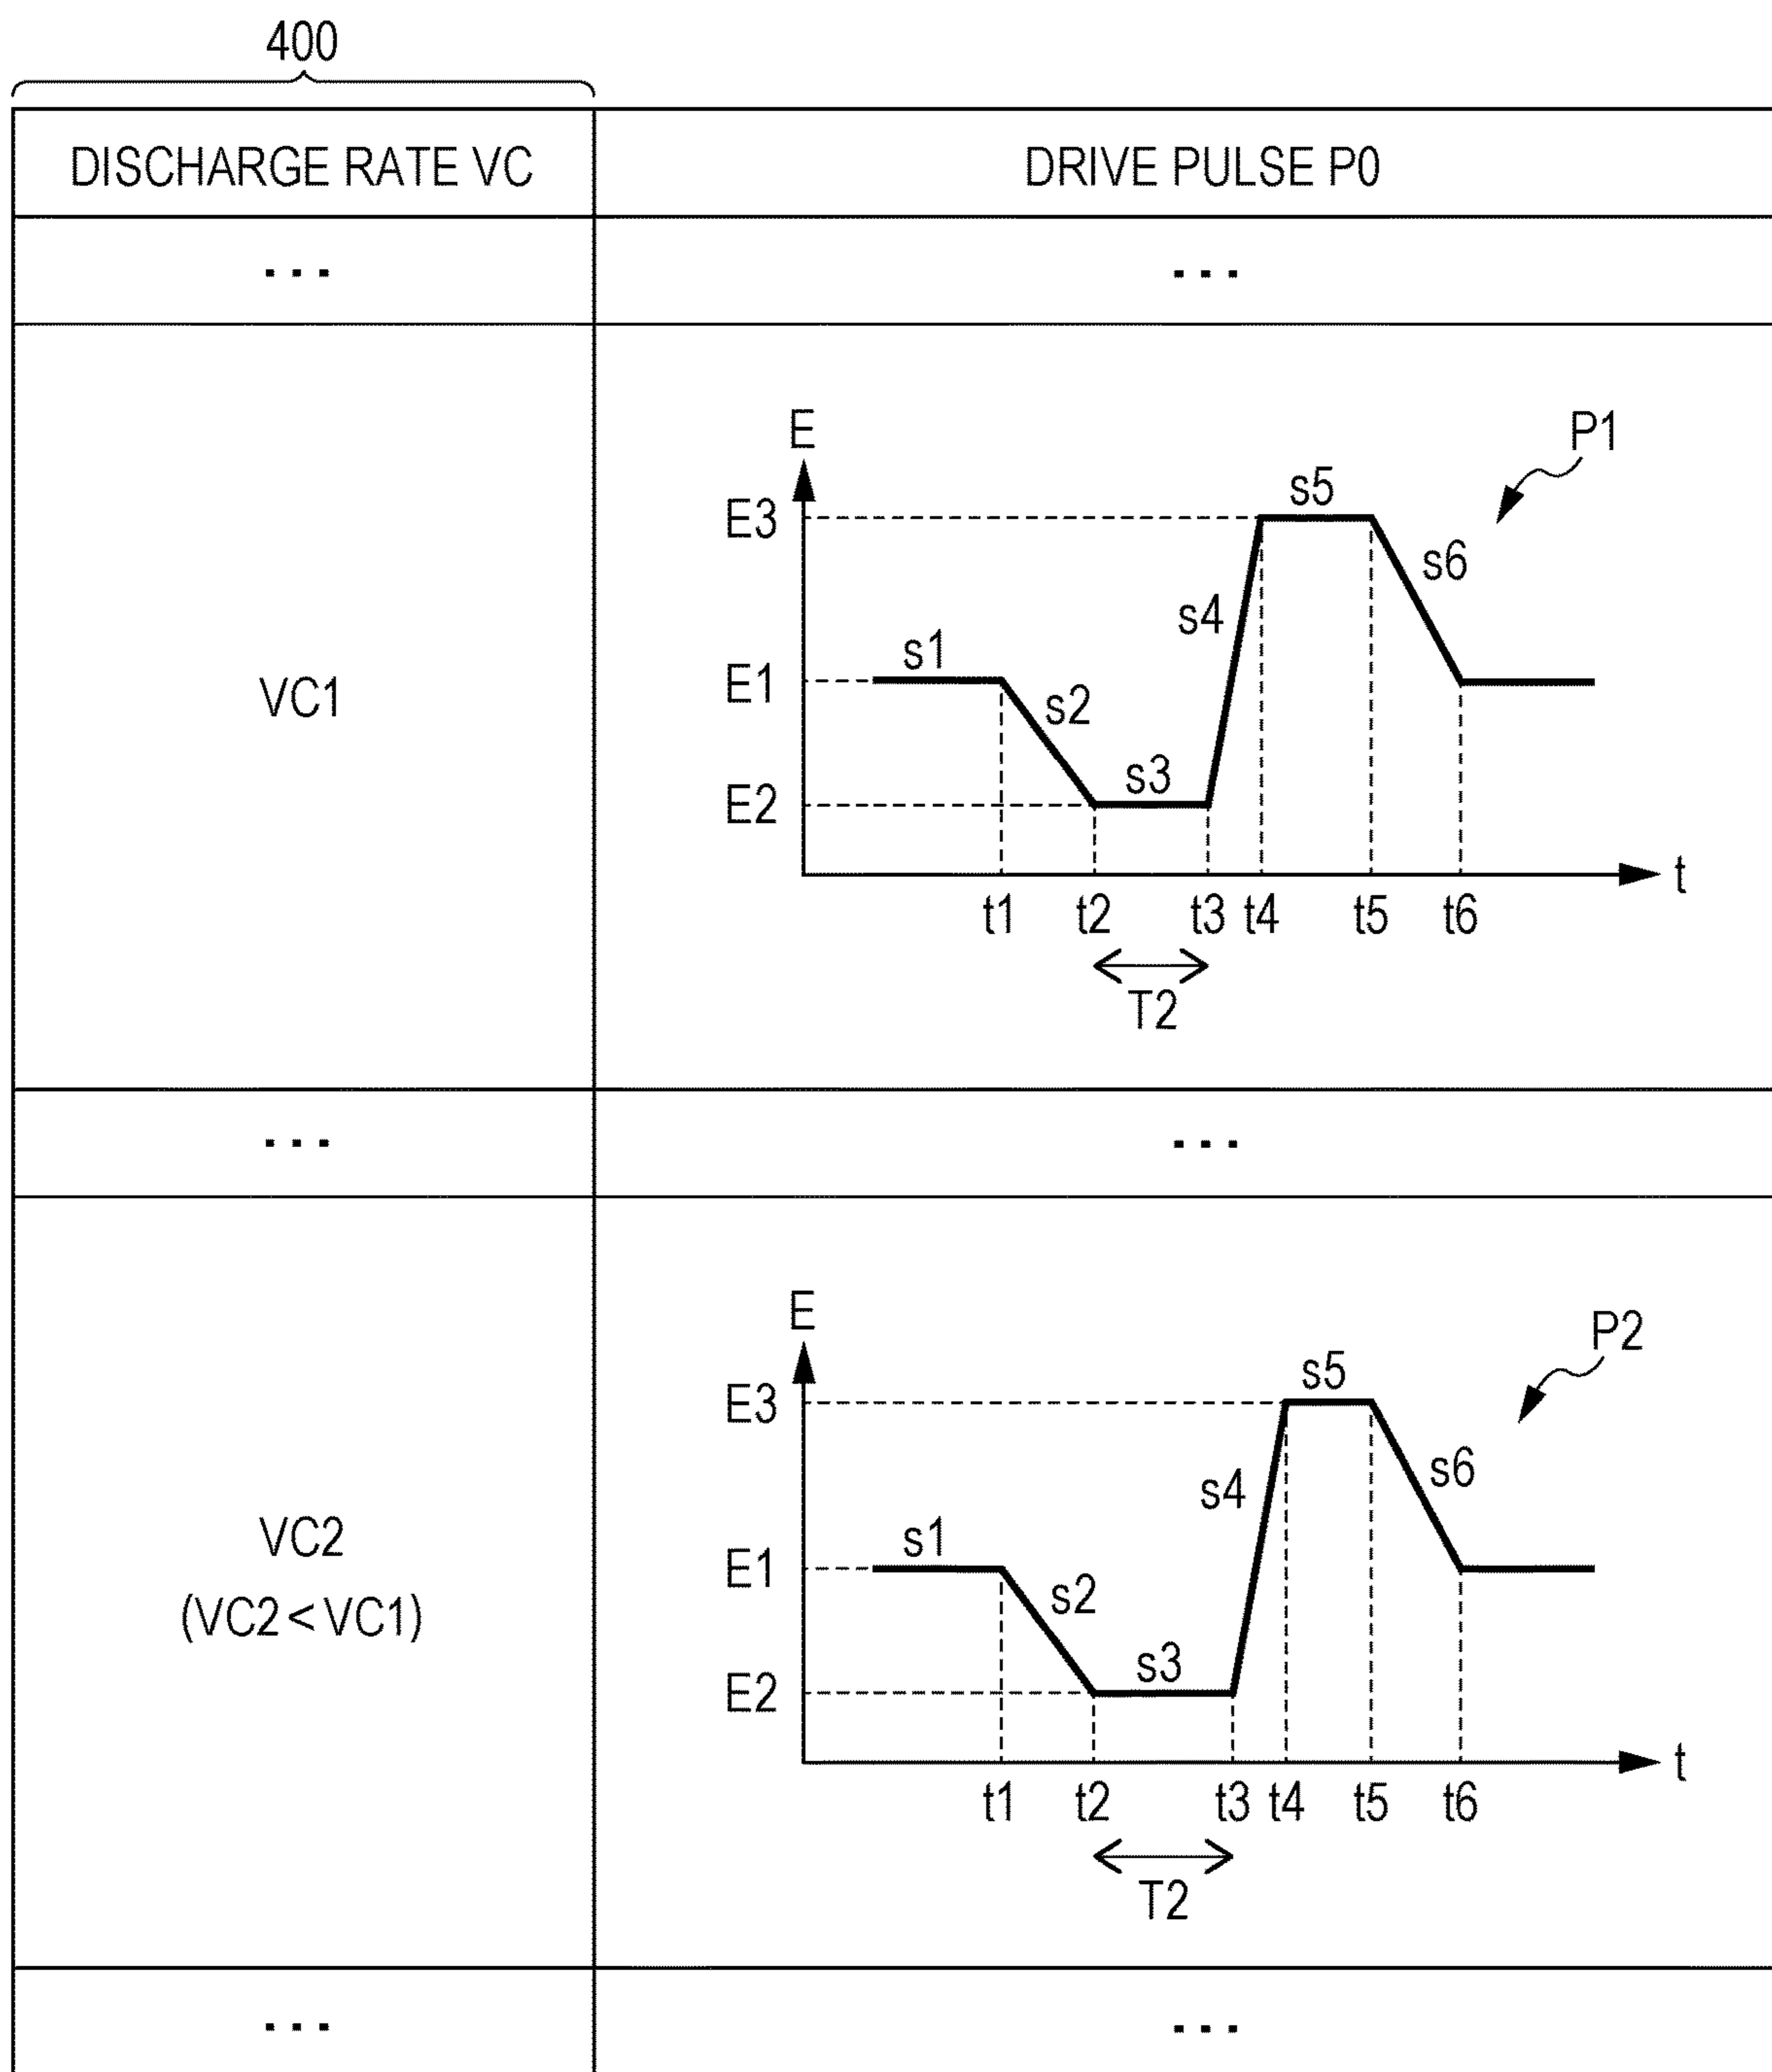 400
DISCHARGE RATE VC
DRIVE PULSE P0
...
...
VC1
E
P1
E3
s5
s6
s4
s1
E1
s2
s3
E2
t
t1 t2 t3 t4 t5 t6
T2
...
...
VC2
(VC2 < VC1)
E
P2
E3
s5
s6
s4
s1
E1
s2
s3
E2
t
t1 t2 t3 t4 t5 t6
T2
...
...